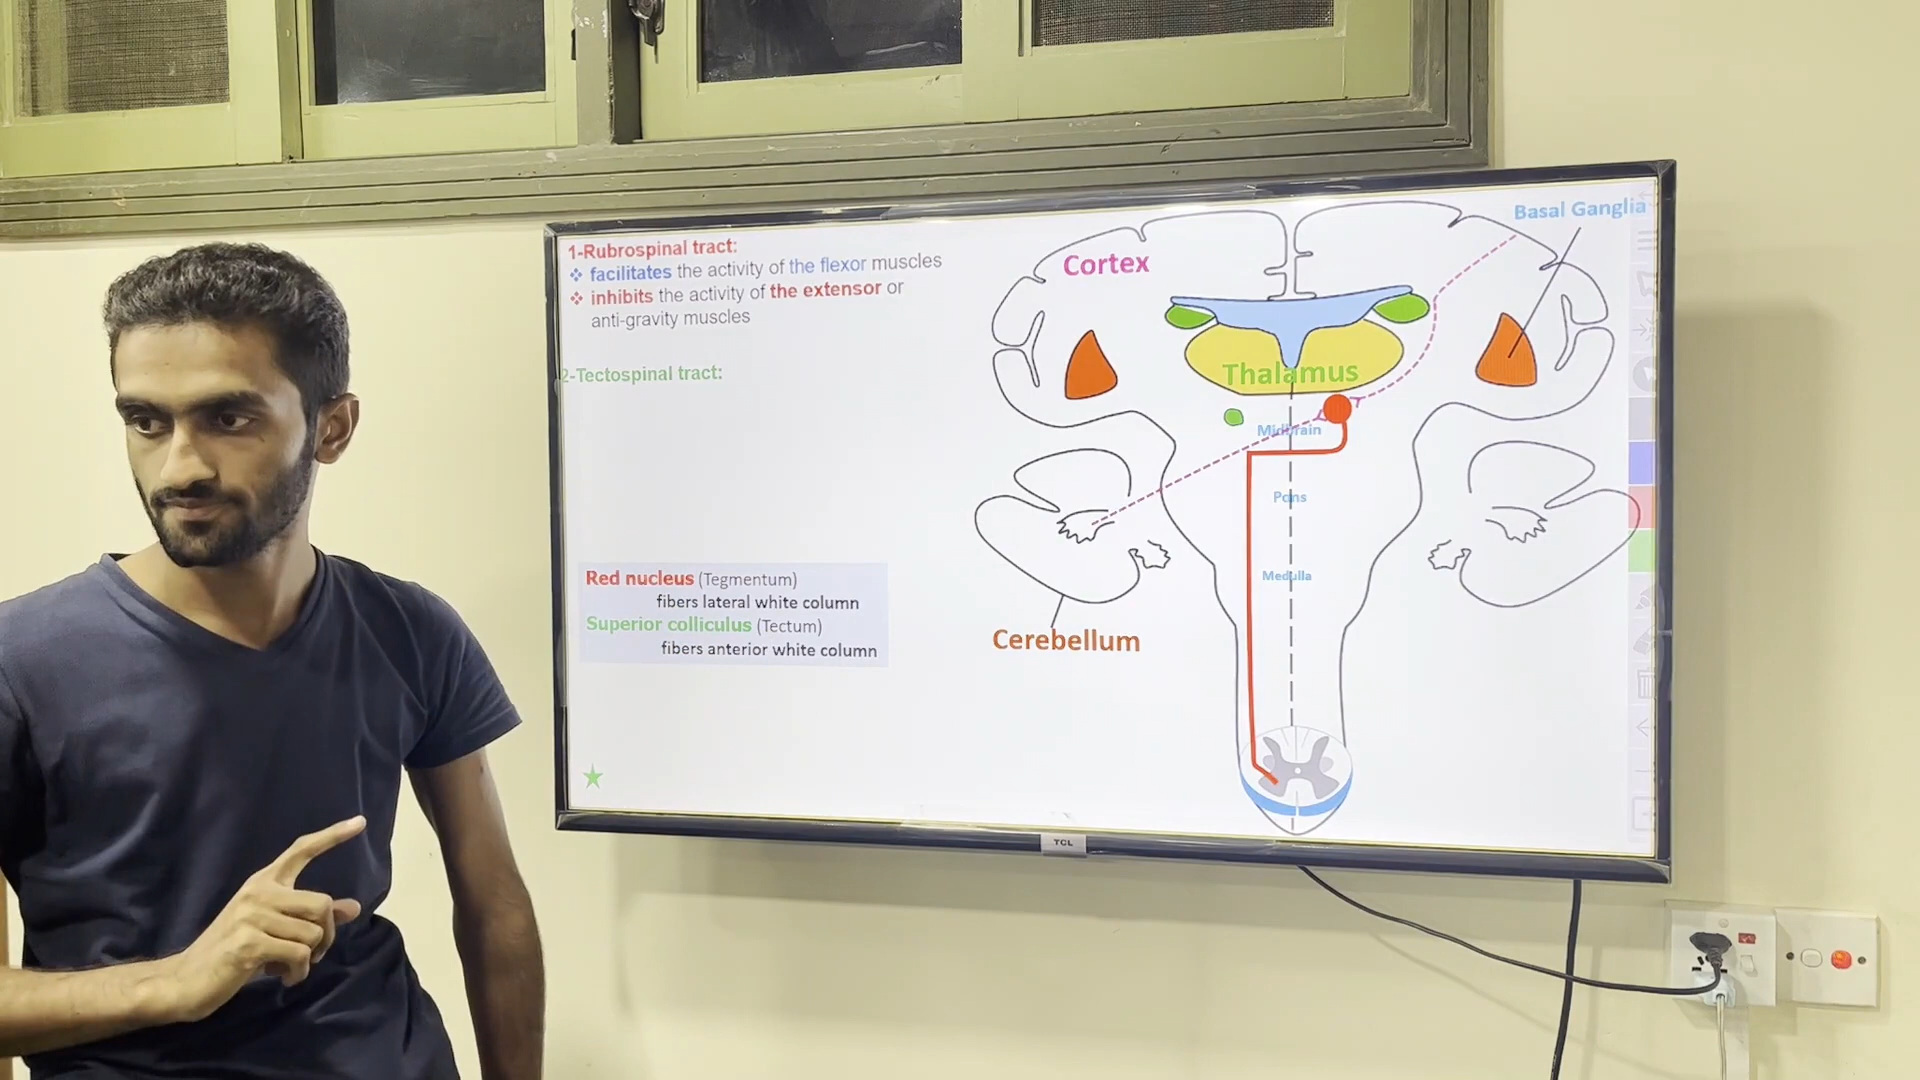 1-Rubrospinal tract:
❖ facilitates the activity of the flexor muscles
❖ inhibits the activity of the extensor or
anti-gravity muscles
2-Tectospinal tract:
Red nucleus (Tegmentum)
fibers lateral white column
Superior colliculus (Tectum)
fibers anterior white column
Basal Ganglia
Cortex
Thalamus
Midbrain
Pons
Medulla
Cerebellum
TCL